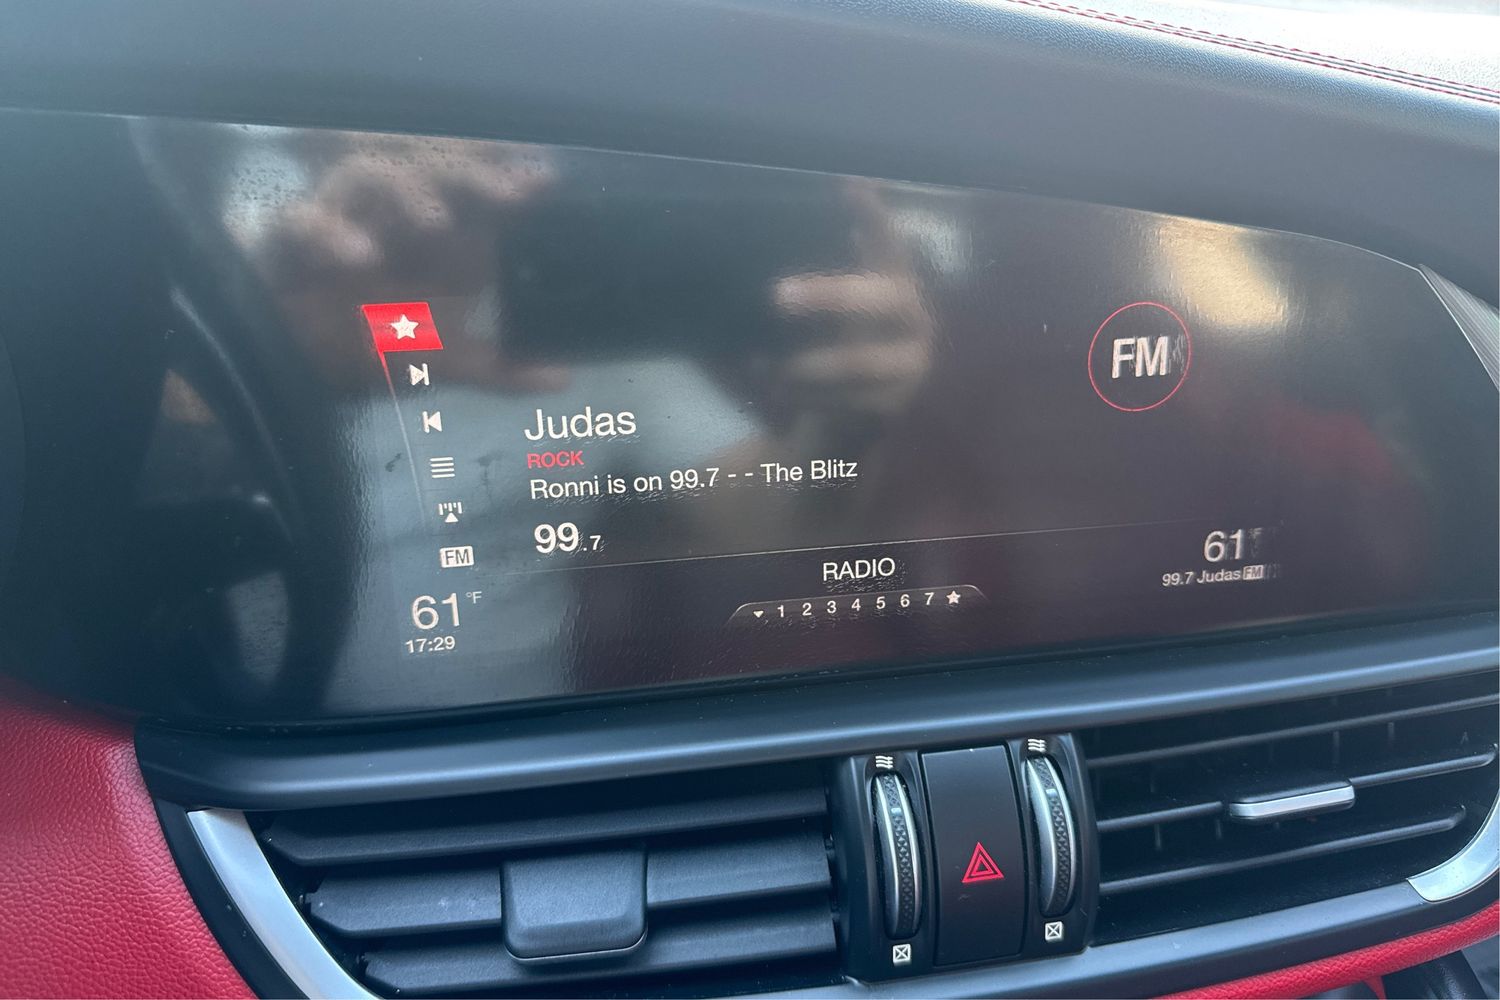 FM
Judas
ROCK
Ronni is on 99.7 - - The Blitz
99.7
FM
RADIO
1 2 3 4 5 6 7
61°F
17:29
61
99.7 Judas FM